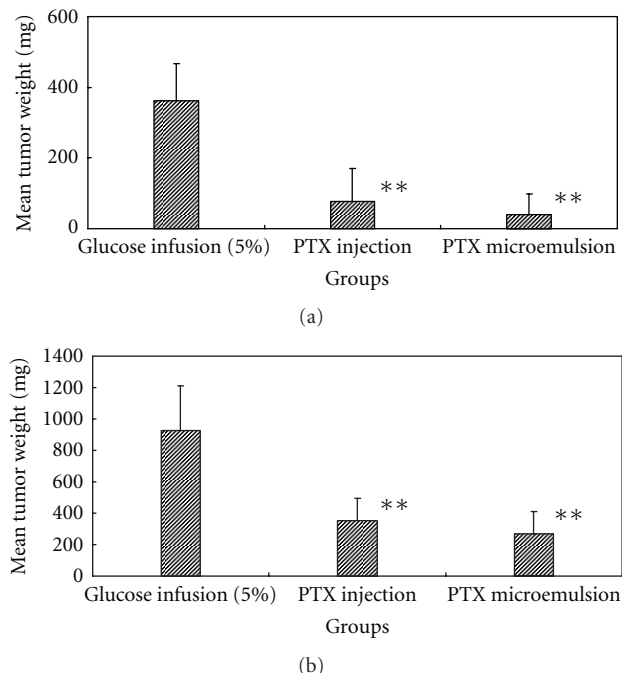 600
400
200
0
Mean tumor weight (mg)
**
**
Glucose infusion (5%) PTX injection PTX microemulsion
Groups
(a)
1400
1200
1000
800
600
400
200
0
Mean tumor weight (mg)
**
**
Glucose infusion (5%) PTX injection PTX microemulsion
Groups
(b)